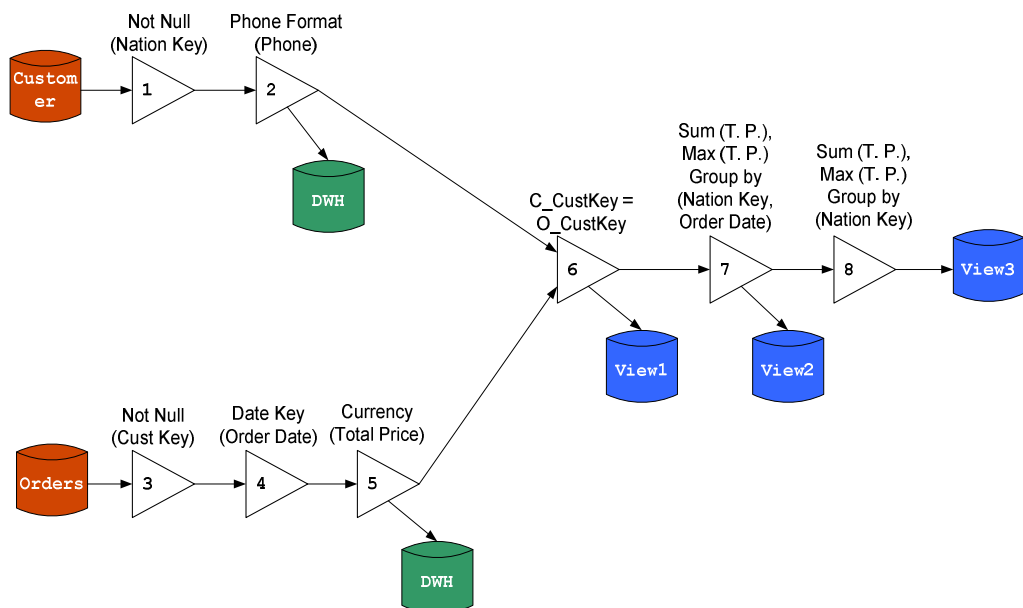 Not Null
(Nation Key)
Phone Format
(Phone)
Custom
er
1
2
DWH
Sum (T. P.),
Max (T. P.)
Group by
(Nation Key,
Order Date)
Sum (T. P.),
Max (T. P.)
Group by
(Nation Key)
C_CustKey =
O_CustKey
6
7
8
View3
View1
View2
Not Null
(Cust Key)
Date Key
(Order Date)
Currency
(Total Price)
Orders
3
4
5
DWH